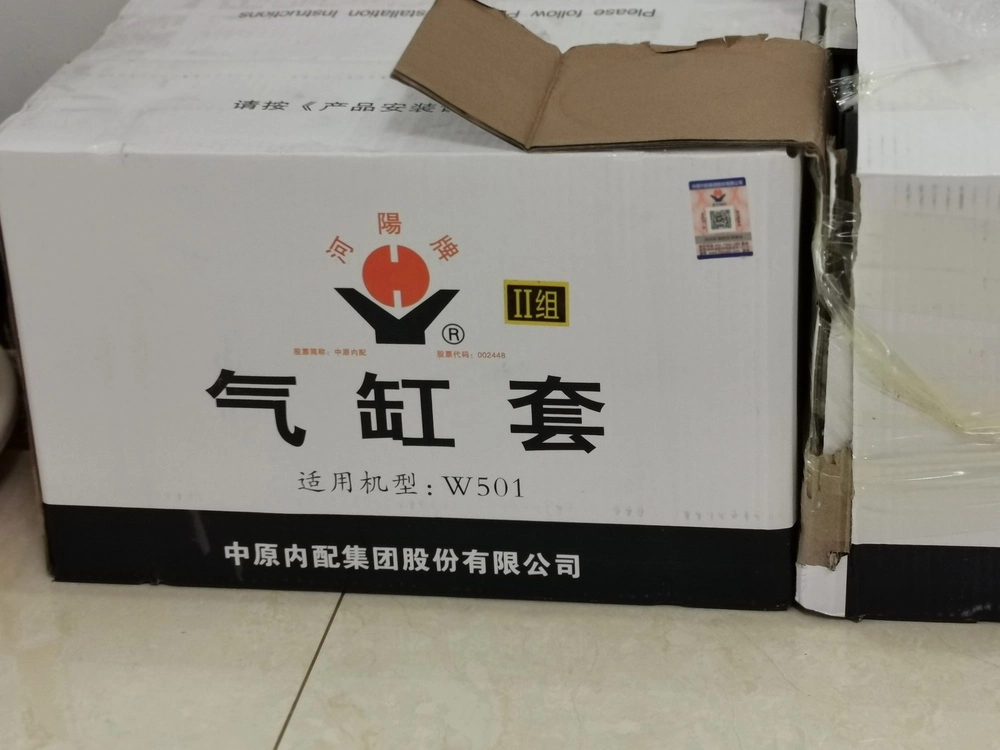 Please follow
stallation Instructions
请按《产品安装
河陽牌
®
II组
股票简称：中原内配
股票代码：002448
气缸套
适用机型：W501
中原内配集团股份有限公司